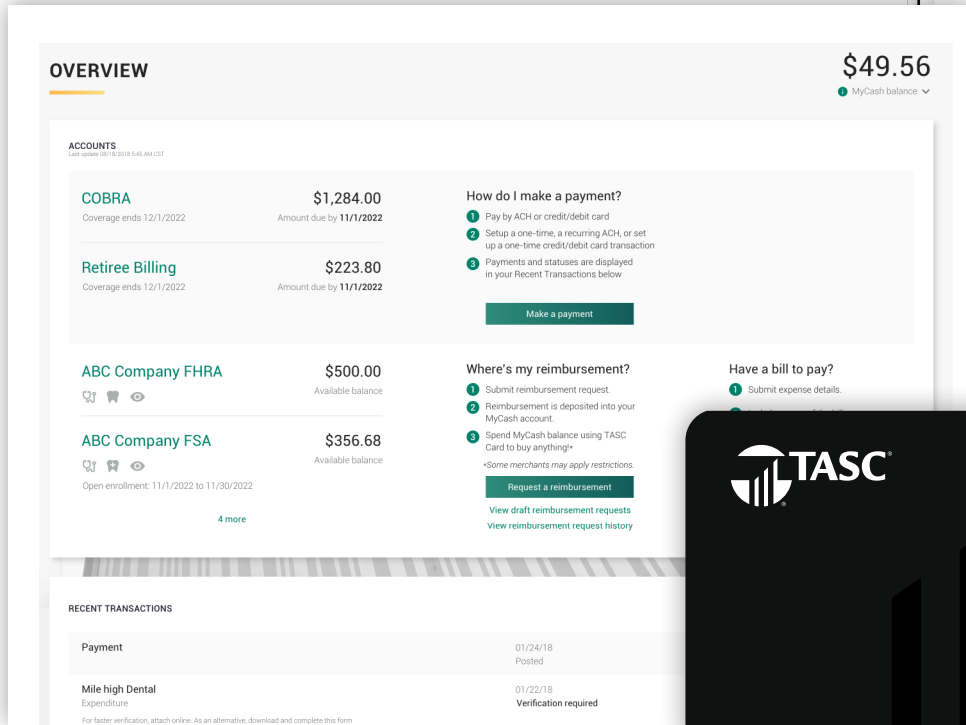 OVERVIEW
$49.56
MyCash balance
ACCOUNTS
Last update 08/18/2018 5:45 AM CST
COBRA
$1,284.00
Coverage ends 12/1/2022
Amount due by 11/1/2022
Retiree Billing
$223.80
Coverage ends 12/1/2022
Amount due by 11/1/2022
How do I make a payment?
1 Pay by ACH or credit/debit card
2 Setup a one-time, a recurring ACH, or set
up a one-time credit/debit card transaction
3 Payments and statuses are displayed
in your Recent Transactions below
Make a payment
ABC Company FHRA
$500.00
Available balance
ABC Company FSA
$356.68
Available balance
Open enrollment: 11/1/2022 to 11/30/2022
4 more
Where's my reimbursement?
1 Submit reimbursement request.
2 Reimbursement is deposited into your
MyCash account.
3 Spend MyCash balance using TASC
Card to buy anything!*
*Some merchants may apply restrictions.
Request a reimbursement
View draft reimbursement requests
View reimbursement request history
Have a bill to pay?
1 Submit expense details.
TASC®
RECENT TRANSACTIONS
Payment
01/24/18
Posted
Mile high Dental
01/22/18
Expenditure
Verification required
For faster verification, attach online. As an alternative, download and complete this form